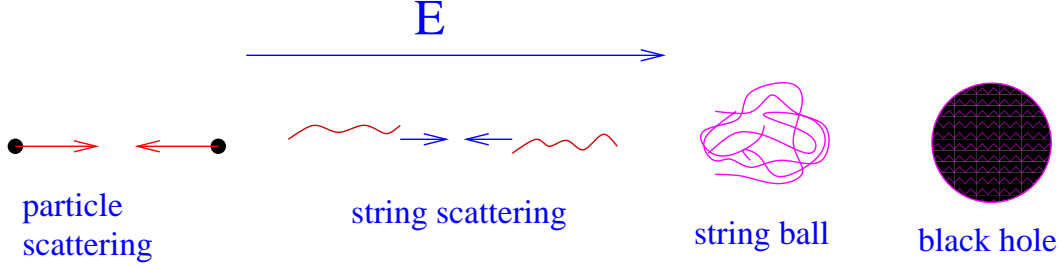 E
particle
scattering
string scattering
string ball
black hole